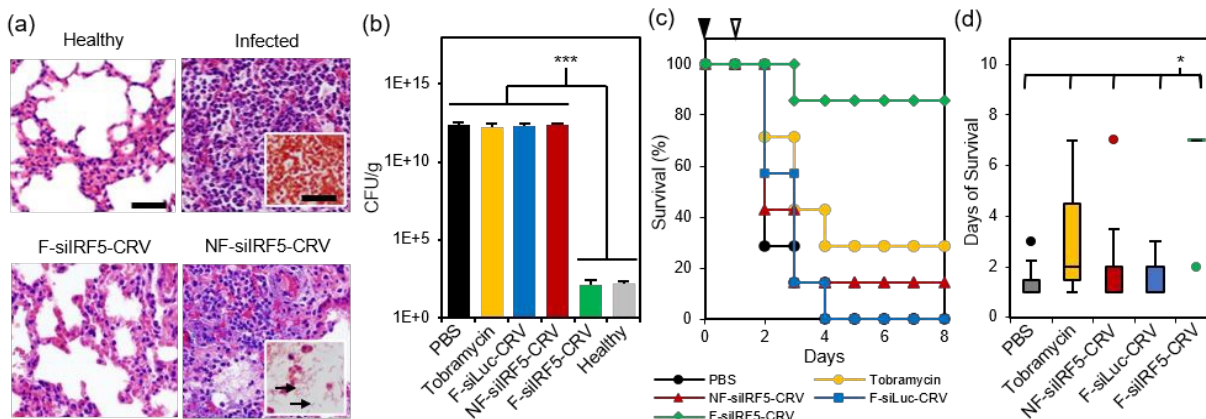 (a)
Healthy
Infected
F-siIRF5-CRV
NF-siIRF5-CRV
(b)
CFU/g
1E+15
1E+10
1E+5
1E+0
***
PBS
Tobramycin
F-siLuc-CRV
NF-siIRF5-CRV
F-siIRF5-CRV
Healthy
(c)
Survival (%)
100
80
60
40
20
0
0 2 4 6 8
Days
PBS
Tobramycin
NF-siIRF5-CRV
F-siLuc-CRV
F-siIRF5-CRV
(d)
Days of Survival
10
8
6
4
2
0
*
PBS
Tobramycin
NF-siIRF5-CRV
F-siLuc-CRV
F-siIRF5-CRV